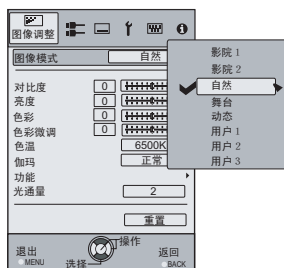 图像调整
图像模式 自然
对比度 0
亮度 0
色彩 0
色彩微调 0
色温 6500K
伽玛 正常
功能
光通量 2
重置
操作
退出 选择 返回
MENU BACK
影院 1
影院 2
自然
舞台
动态
用户 1
用户 2
用户 3